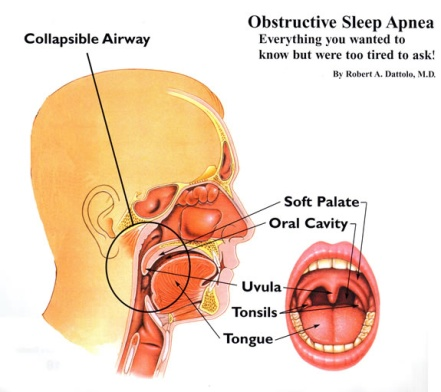 Obstructive Sleep Apnea
Everything you wanted to
know but were too tired to ask!
By Robert A. Dattolo, M.D.
Collapsible Airway
Soft Palate
Oral Cavity
Uvula
Tonsils
Tongue